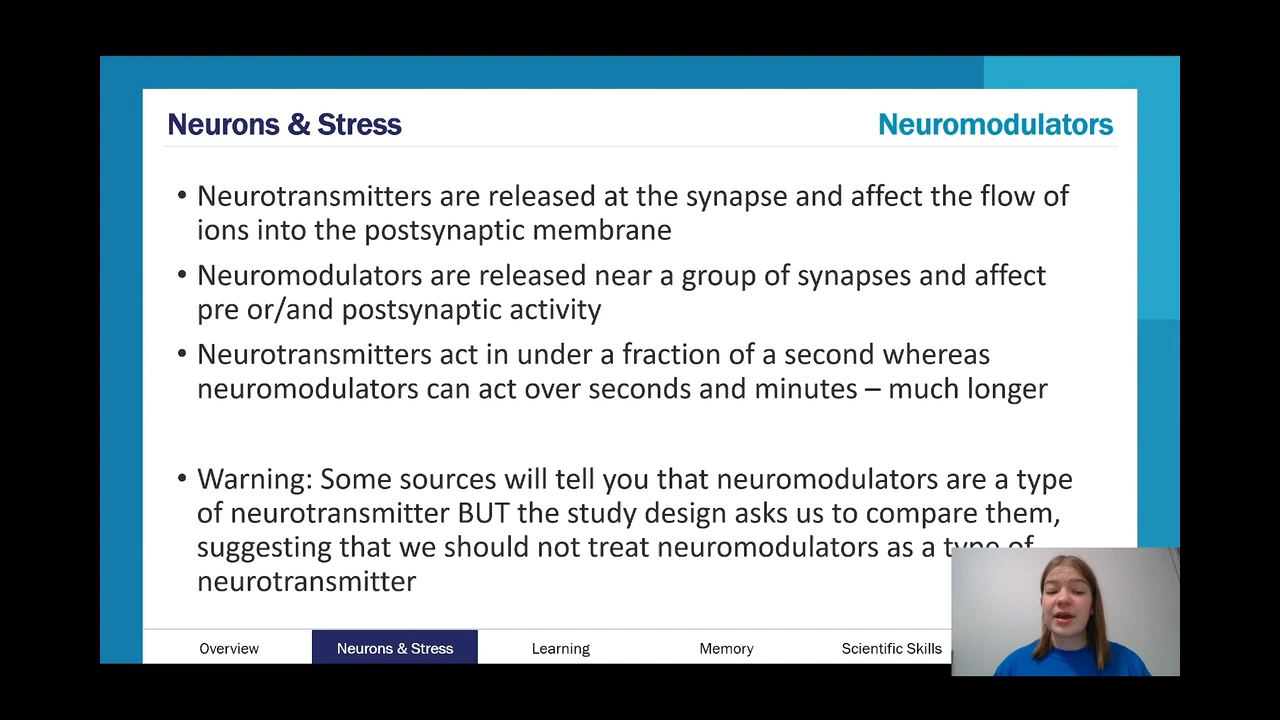 Neurons & Stress
Neuromodulators
• Neurotransmitters are released at the synapse and affect the flow of
ions into the postsynaptic membrane
• Neuromodulators are released near a group of synapses and affect
pre or/and postsynaptic activity
• Neurotransmitters act in under a fraction of a second whereas
neuromodulators can act over seconds and minutes – much longer
• Warning: Some sources will tell you that neuromodulators are a type
of neurotransmitter BUT the study design asks us to compare them,
suggesting that we should not treat neuromodulators as a type of
neurotransmitter
Overview
Neurons & Stress
Learning
Memory
Scientific Skills